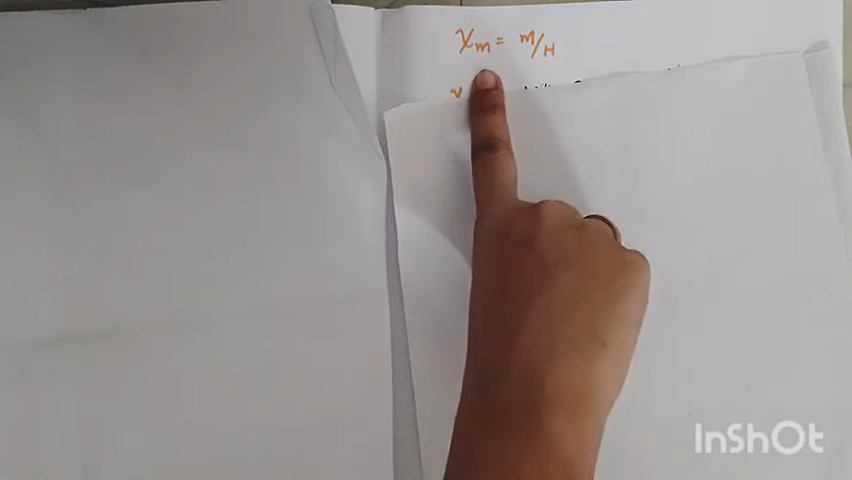 χm = m/H
InShOt